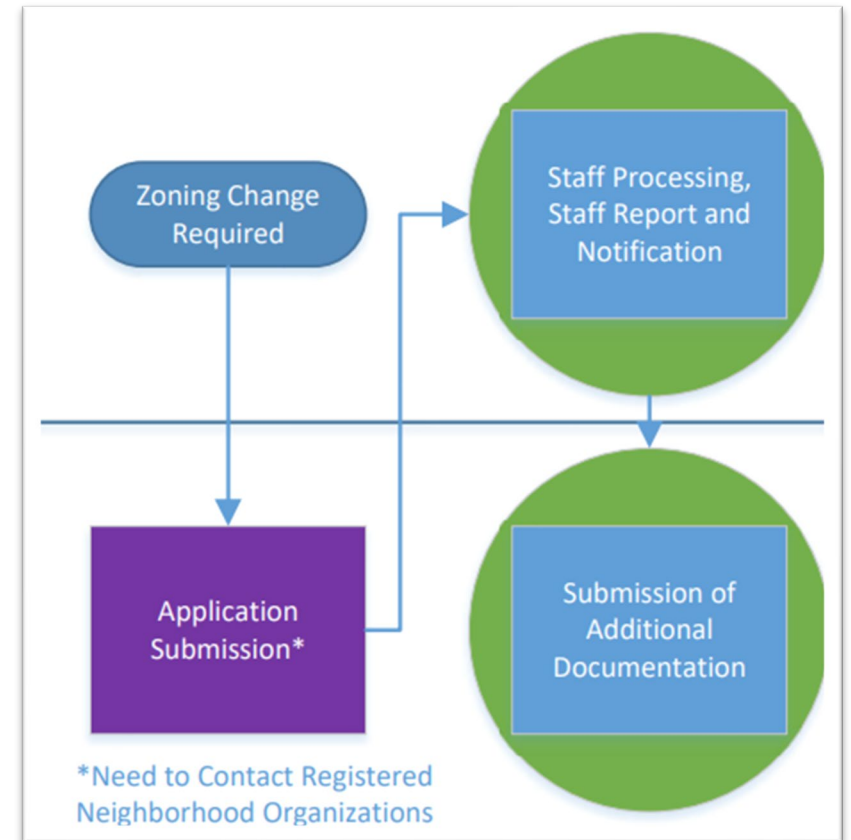 Zoning Change
Required
Staff Processing,
Staff Report and
Notification
Application
Submission*
Submission of
Additional
Documentation
*Need to Contact Registered
Neighborhood Organizations